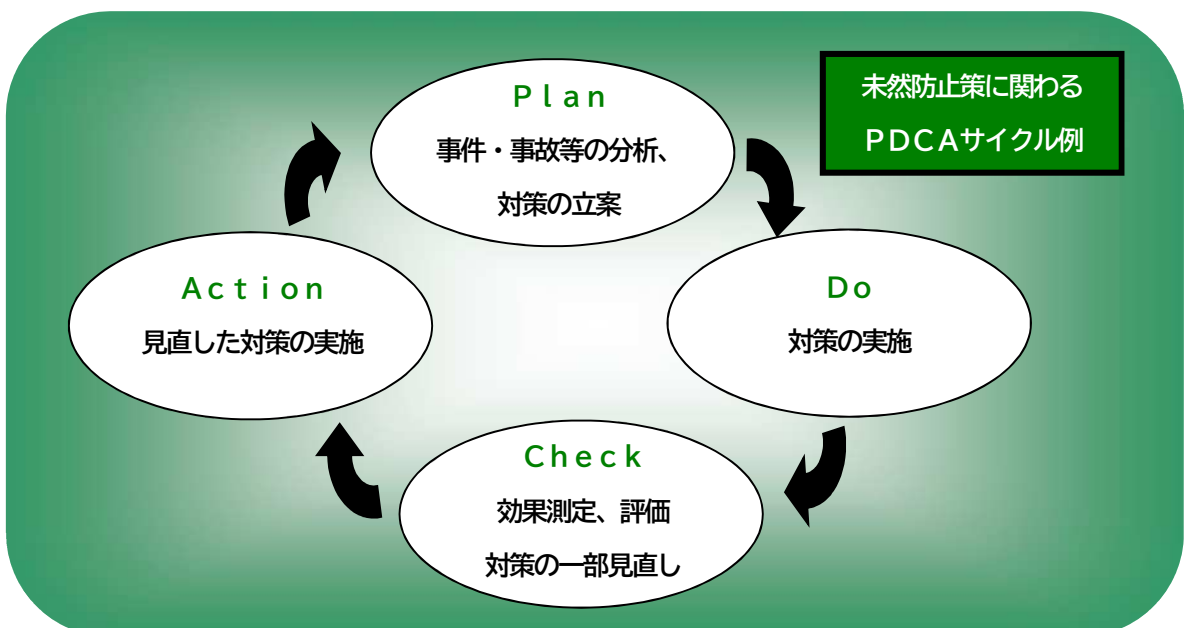 未然防止策に関わる
ＰＤＣＡサイクル例
Ｐｌａｎ
事件・事故等の分析、
対策の立案
Ｄｏ
対策の実施
Ｃｈｅｃｋ
効果測定、評価
対策の一部見直し
Ａｃｔｉｏｎ
見直した対策の実施